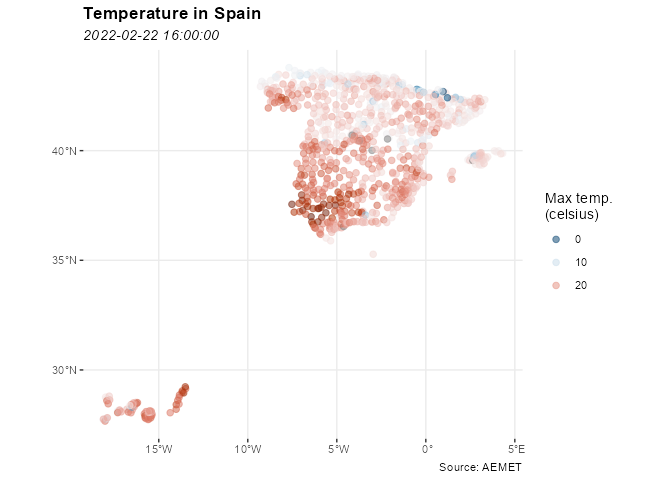 Temperature in Spain
2022-02-22 16:00:00
40°N
35°N
30°N
15°W
10°W
5°W
0°
5°E
Max temp.
(celsius)
0
10
20
Source: AEMET